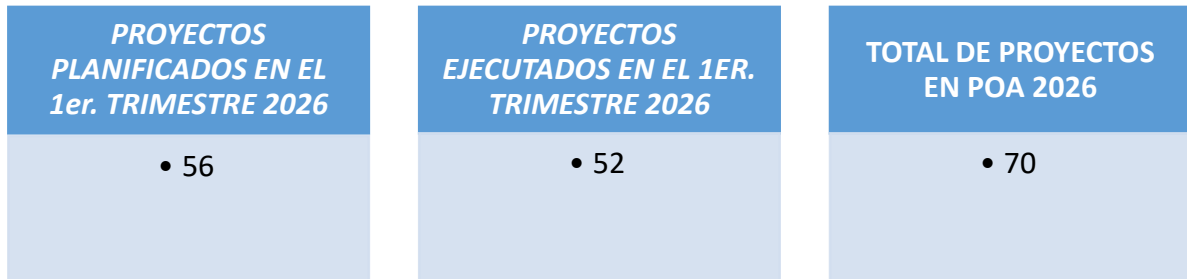 PROYECTOS
PLANIFICADOS EN EL
1er. TRIMESTRE 2026
• 56
PROYECTOS
EJECUTADOS EN EL 1ER.
TRIMESTRE 2026
• 52
TOTAL DE PROYECTOS
EN POA 2026
• 70